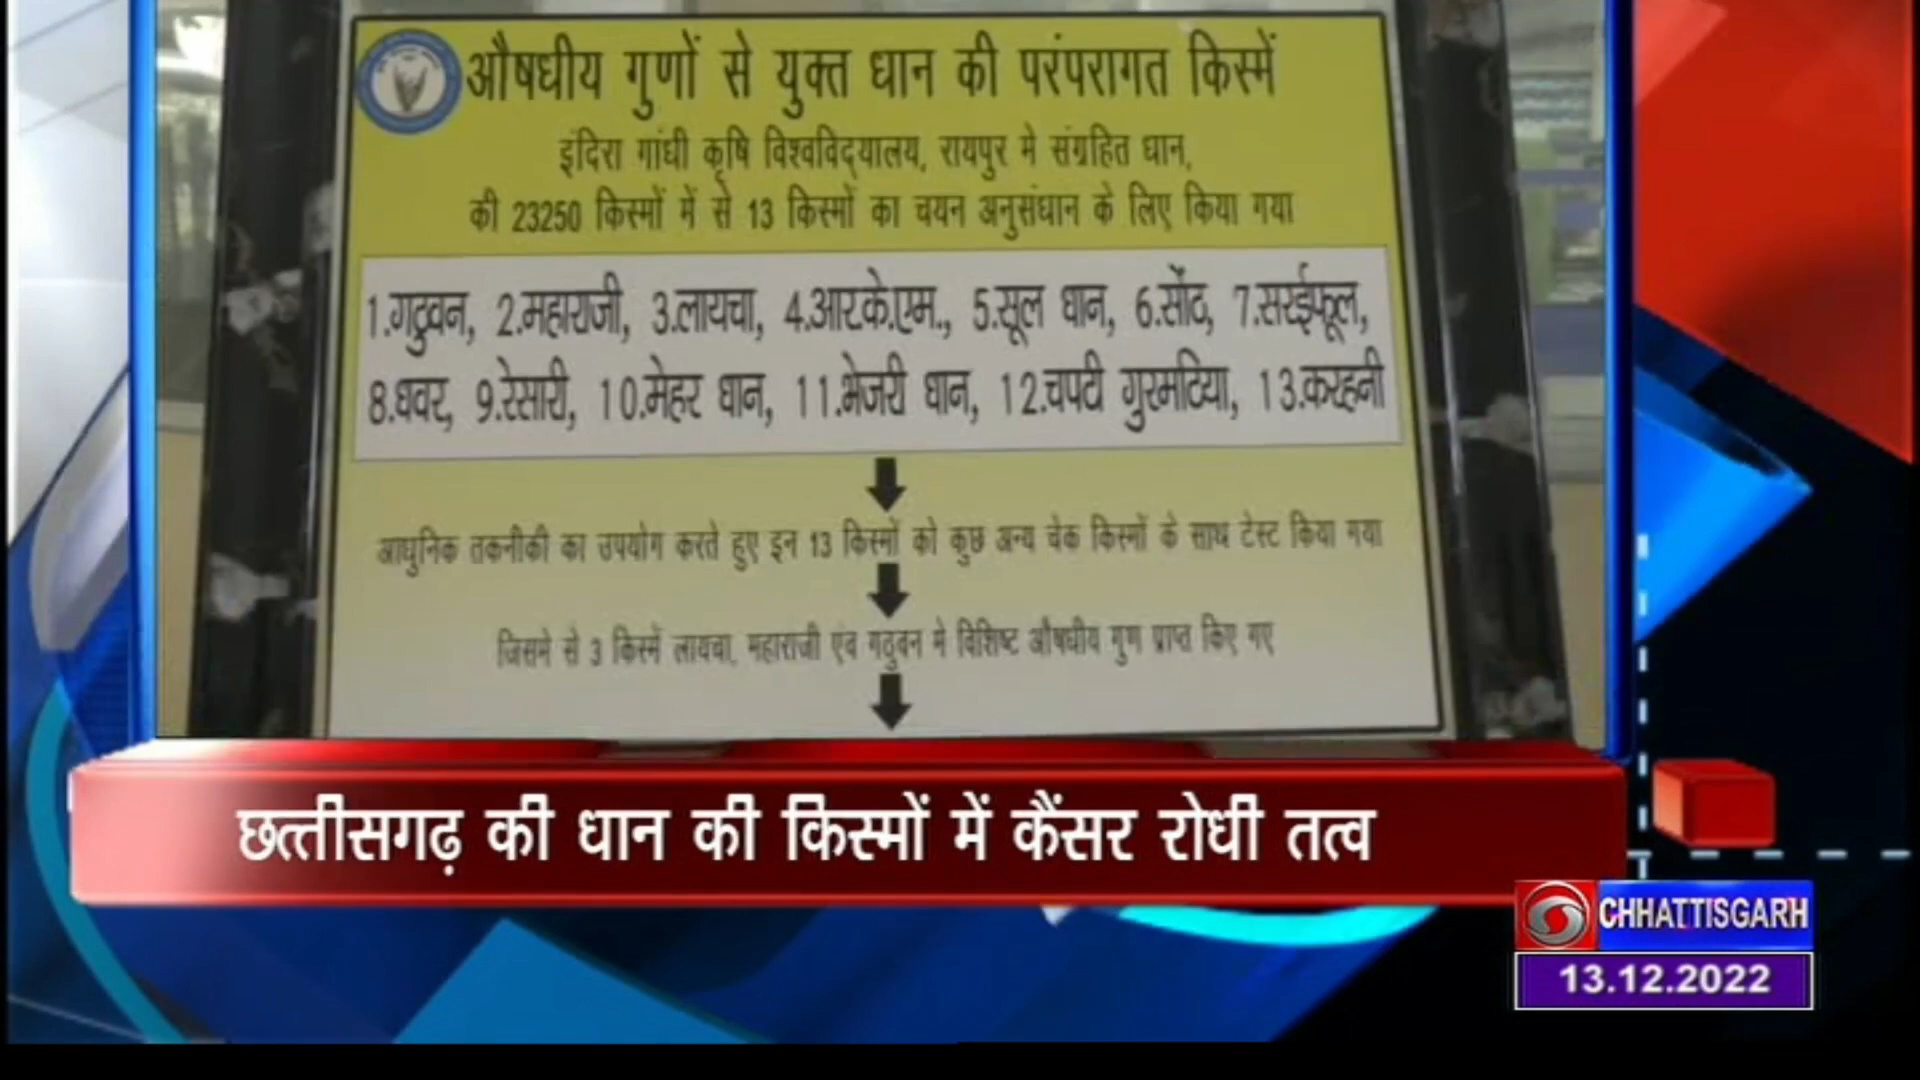 औषधीय गुणों से युक्त धान की परंपरागत किस्में
इंदिरा गांधी कृषि विश्वविद्यालय, रायपुर मे संग्रहित धान,
की 23250 किस्मों में से 13 किस्मों का चयन अनुसंधान के लिए किया गया
1.गठुवन, 2.महाराजी, 3.लायचा, 4.आर.के.एम., 5.सूल धान, 6.सोंठ, 7.सरईफूल,
8.धवर, 9.रेसारी, 10.मेहर धान, 11.भेजरी धान, 12.चपटी गुरमटिया, 13.करहनी
आधुनिक तकनीकी का उपयोग करते हुए इन 13 किस्मों को कुछ अन्य चेक किस्मों के साथ टेस्ट किया गया
जिसमे से 3 किस्में लायचा, महाराजी एंव गठुवन मे विशिष्ट औषधीय गुण प्राप्त किए गए
छत्तीसगढ़ की धान की किस्मों में कैंसर रोधी तत्व
CHHATTISGARH
13.12.2022